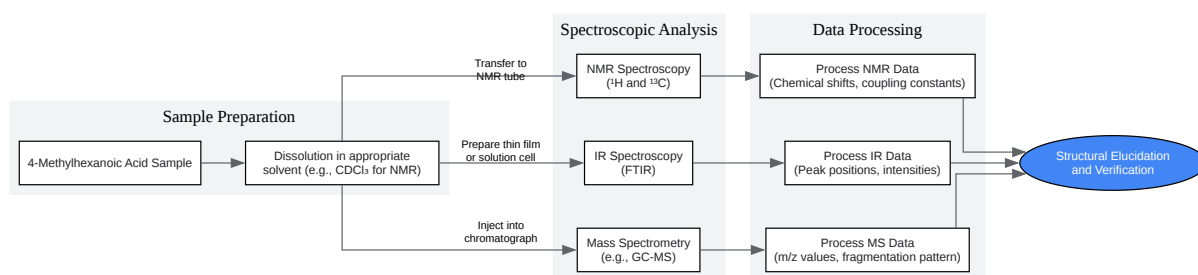 Spectroscopic Analysis
Data Processing
Transfer to
NMR tube
NMR Spectroscopy
(¹H and ¹³C)
Process NMR Data
(Chemical shifts, coupling constants)
Sample Preparation
4-Methylhexanoic Acid Sample
Dissolution in appropriate
solvent (e.g., CDCl₃ for NMR)
Prepare thin film
or solution cell
IR Spectroscopy
(FTIR)
Process IR Data
(Peak positions, intensities)
Structural Elucidation
and Verification
Inject into
chromatograph
Mass Spectrometry
(e.g., GC-MS)
Process MS Data
(m/z values, fragmentation pattern)